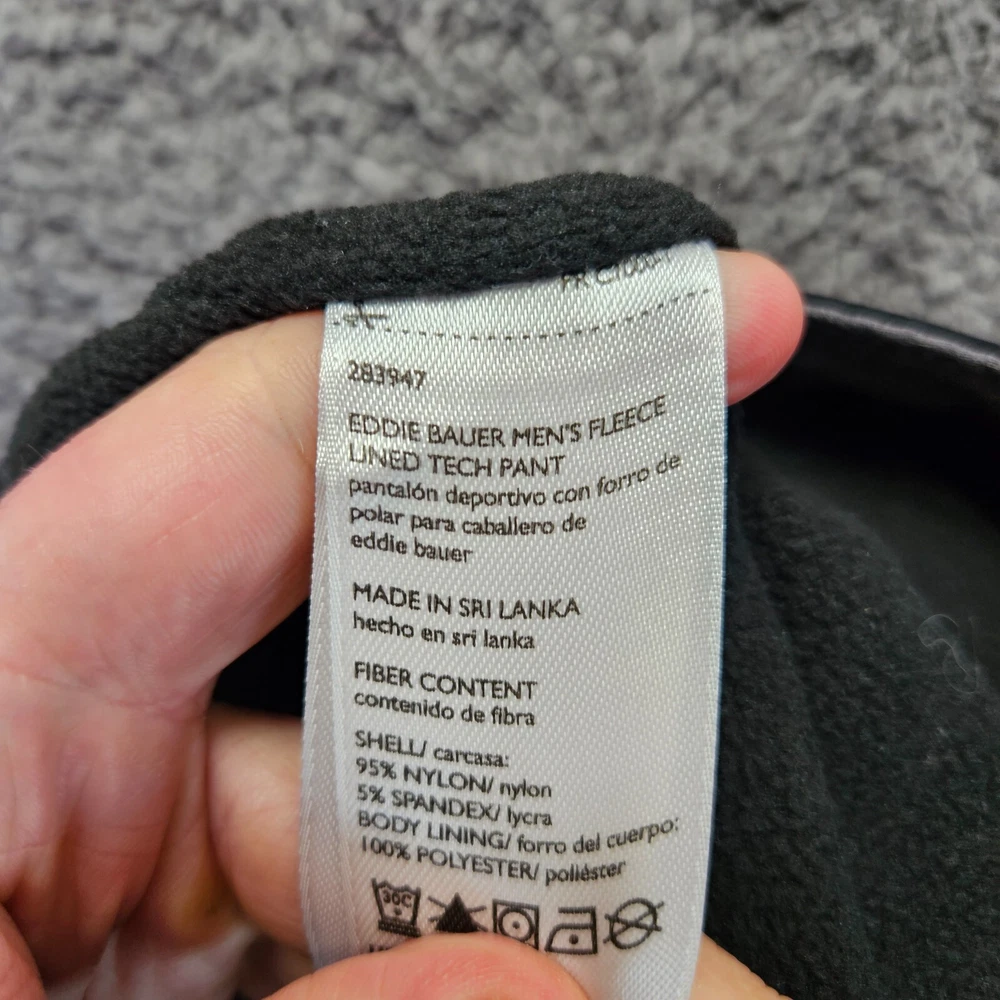 283947
EDDIE BAUER MEN'S FLEECE
LINED TECH PANT
pantalón deportivo con forro de
polar para caballero de
eddie bauer
MADE IN SRI LANKA
hecho en sri lanka
FIBER CONTENT
contenido de fibra
SHELL/ carcasa:
95% NYLON/ nylon
5% SPANDEX/ lycra
BODY LINING/ forro del cuerpo:
100% POLYESTER/ poliéster
30C